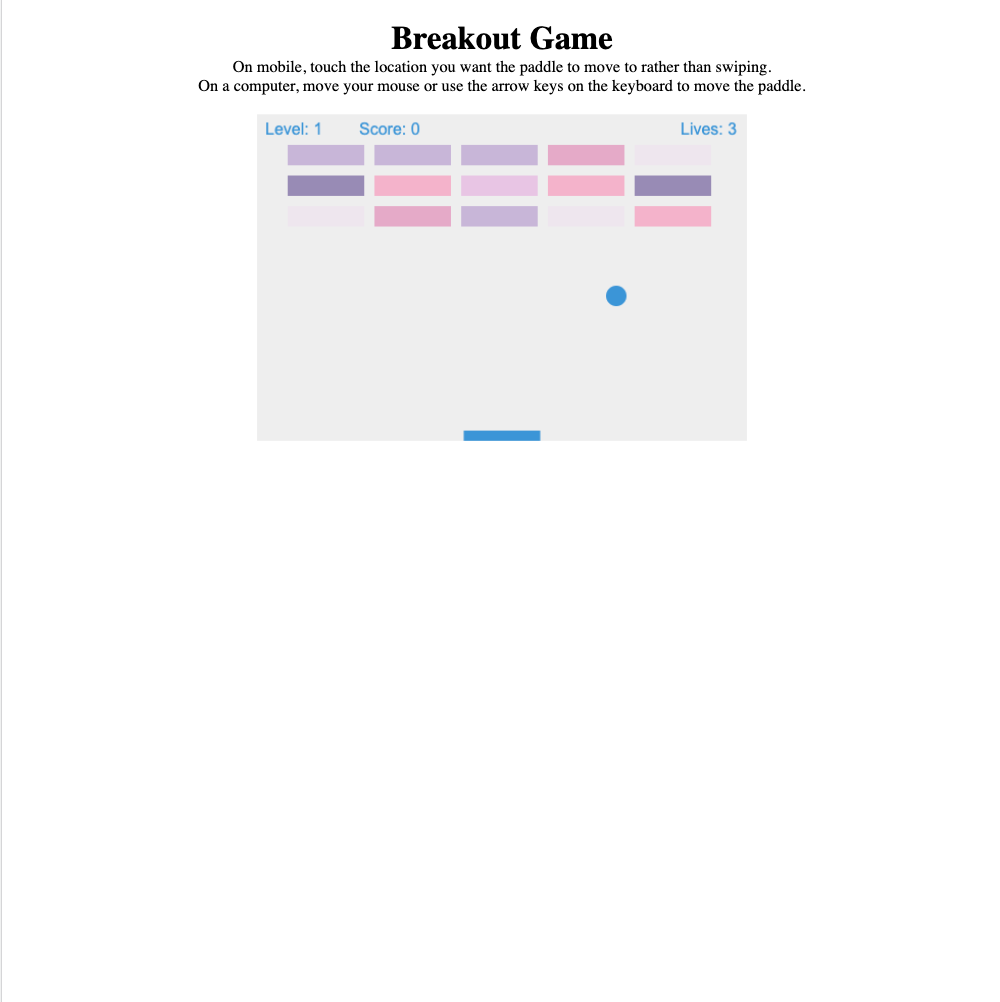 Breakout Game
On mobile, touch the location you want the paddle to move to rather than swiping.
On a computer, move your mouse or use the arrow keys on the keyboard to move the paddle.
Level: 1 Score: 0 Lives: 3